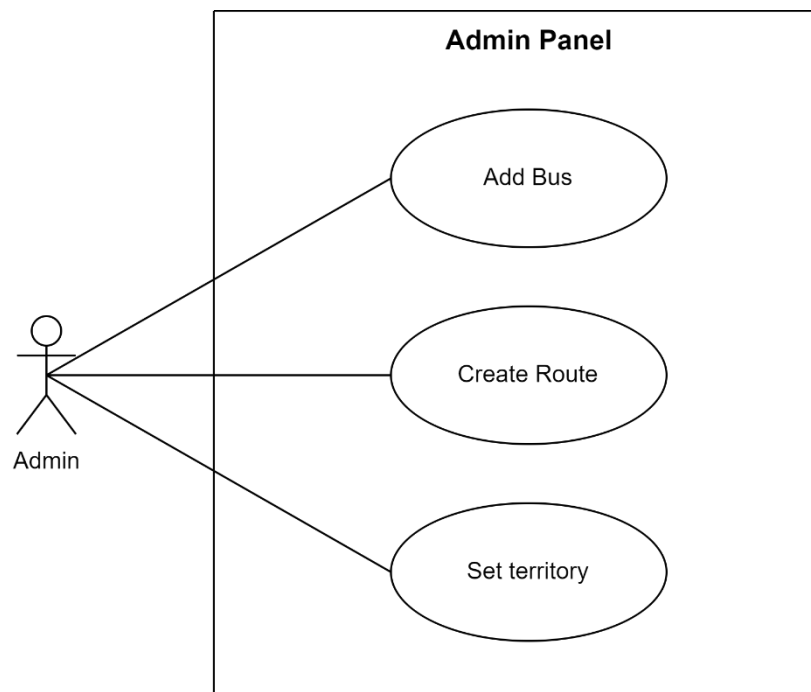 Admin Panel
Add Bus
Create Route
Admin
Set territory